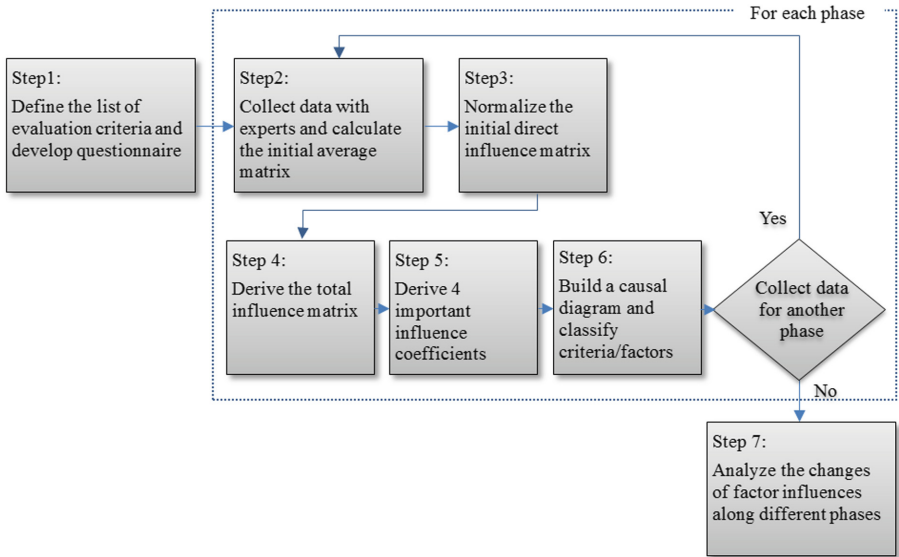 For each phase
Step1:
Define the list of
evaluation criteria and
develop questionnaire
Step2:
Collect data with
experts and calculate
the initial average
matrix
Step3:
Normalize the
initial direct
influence matrix
Step 4:
Derive the total
influence matrix
Step 5:
Derive 4
important
influence
coefficients
Step 6:
Build a causal
diagram and
classify
criteria/factors
Yes
Collect data
for another
phase
No
Step 7:
Analyze the changes
of factor influences
along different phases